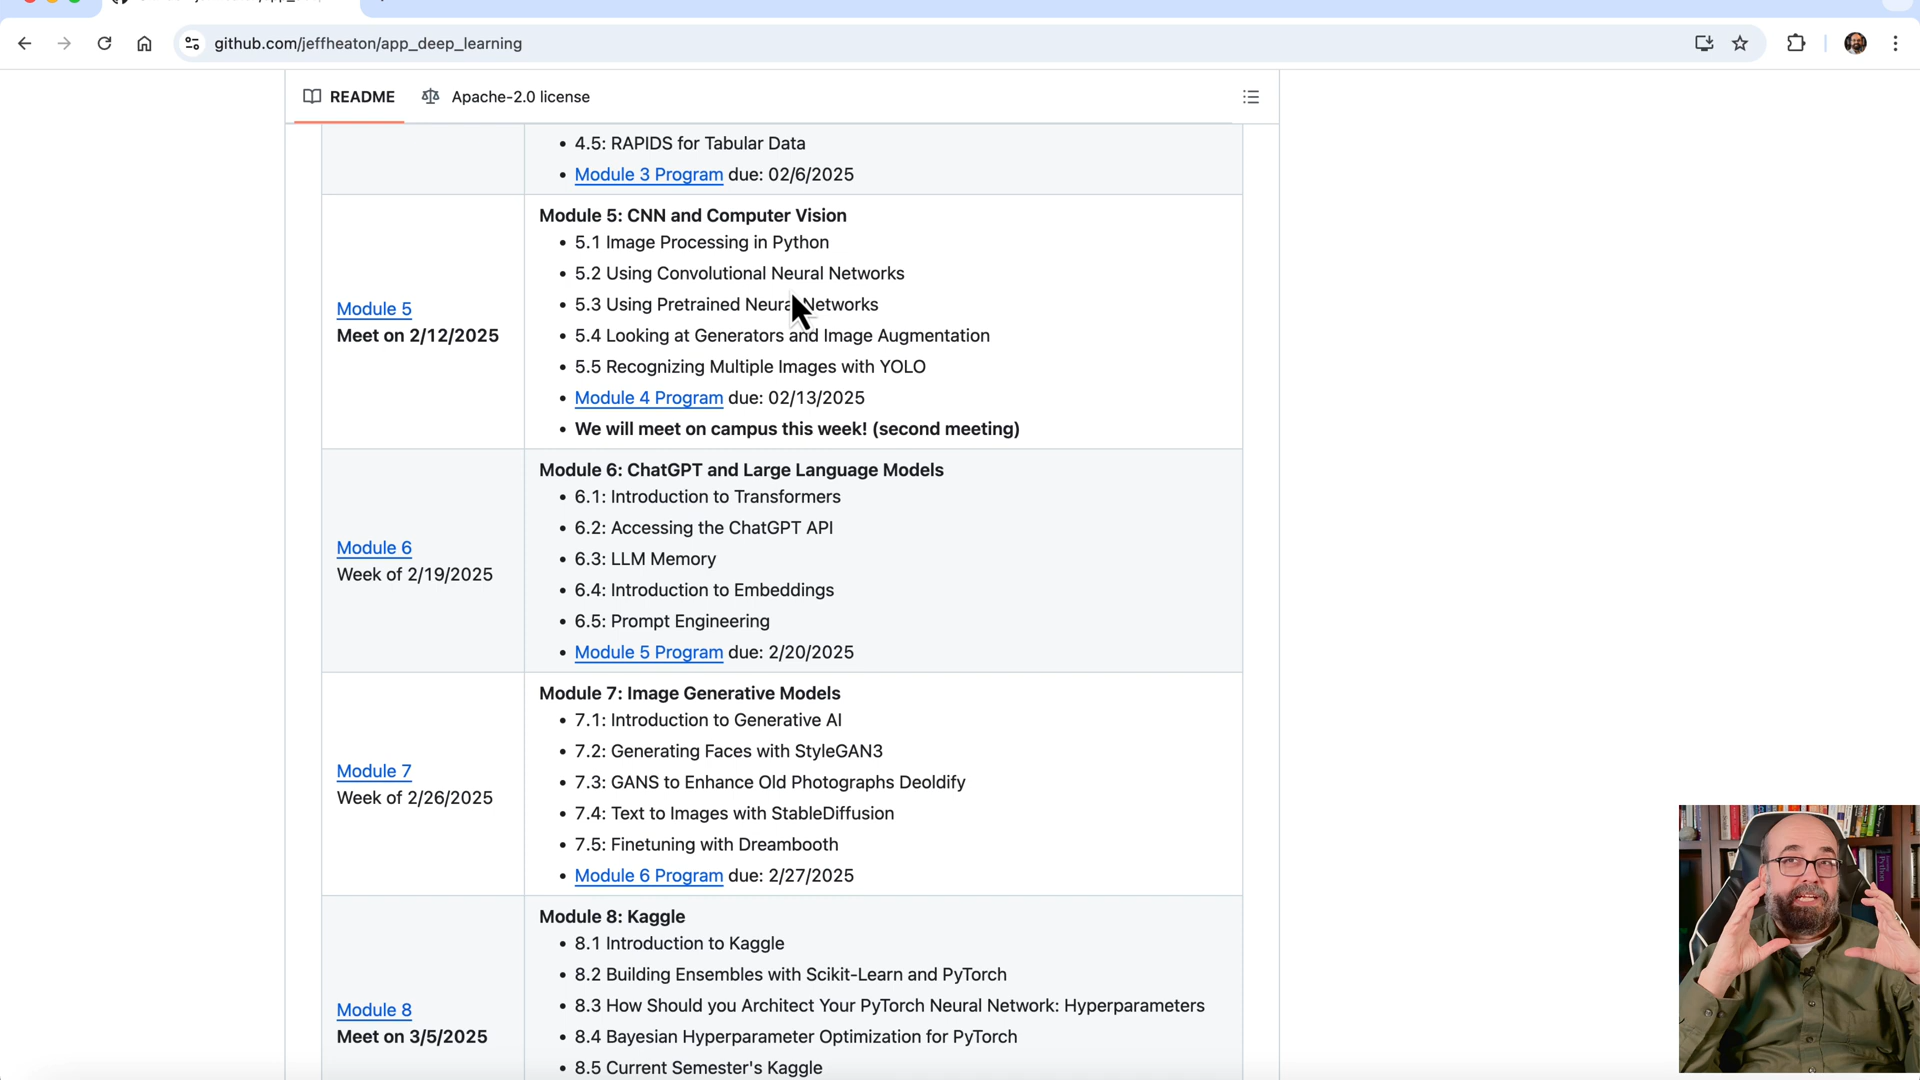 github.com/jeffheaton/app_deep_learning
README
Apache-2.0 license
4.5: RAPIDS for Tabular Data
Module 3 Program due: 02/6/2025
Module 5
Meet on 2/12/2025
Module 5: CNN and Computer Vision
5.1 Image Processing in Python
5.2 Using Convolutional Neural Networks
5.3 Using Pretrained Neural Networks
5.4 Looking at Generators and Image Augmentation
5.5 Recognizing Multiple Images with YOLO
Module 4 Program due: 02/13/2025
We will meet on campus this week! (second meeting)
Module 6
Week of 2/19/2025
Module 6: ChatGPT and Large Language Models
6.1: Introduction to Transformers
6.2: Accessing the ChatGPT API
6.3: LLM Memory
6.4: Introduction to Embeddings
6.5: Prompt Engineering
Module 5 Program due: 2/20/2025
Module 7
Week of 2/26/2025
Module 7: Image Generative Models
7.1: Introduction to Generative AI
7.2: Generating Faces with StyleGAN3
7.3: GANS to Enhance Old Photographs Deoldify
7.4: Text to Images with StableDiffusion
7.5: Finetuning with Dreambooth
Module 6 Program due: 2/27/2025
Module 8
Meet on 3/5/2025
Module 8: Kaggle
8.1 Introduction to Kaggle
8.2 Building Ensembles with Scikit-Learn and PyTorch
8.3 How Should you Architect Your PyTorch Neural Network: Hyperparameters
8.4 Bayesian Hyperparameter Optimization for PyTorch
8.5 Current Semester's Kaggle